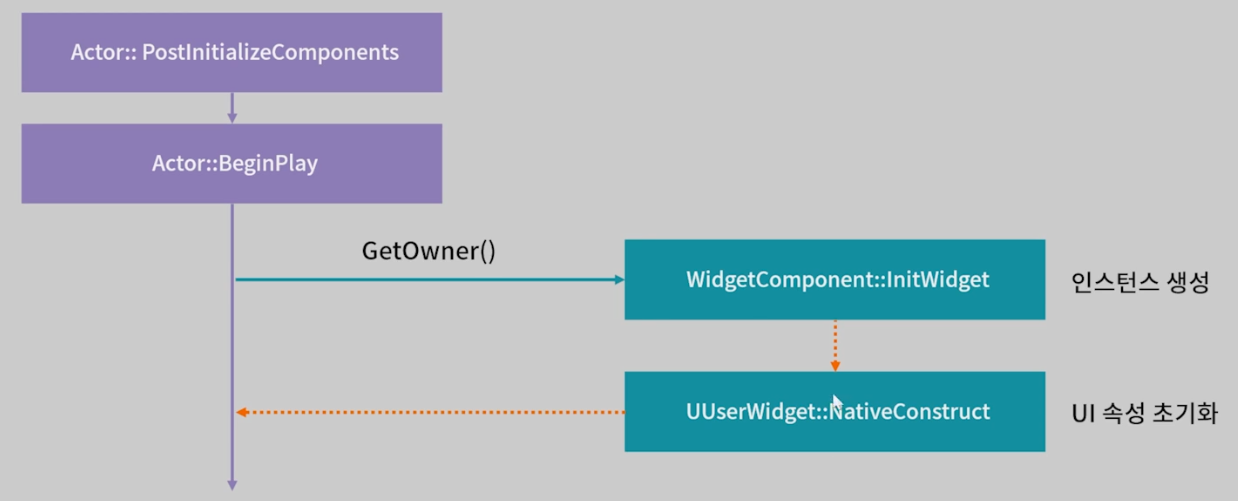 Actor:: PostInitializeComponents
Actor::BeginPlay
GetOwner()
WidgetComponent::InitWidget
인스턴스 생성
UUserWidget::NativeConstruct
UI 속성 초기화